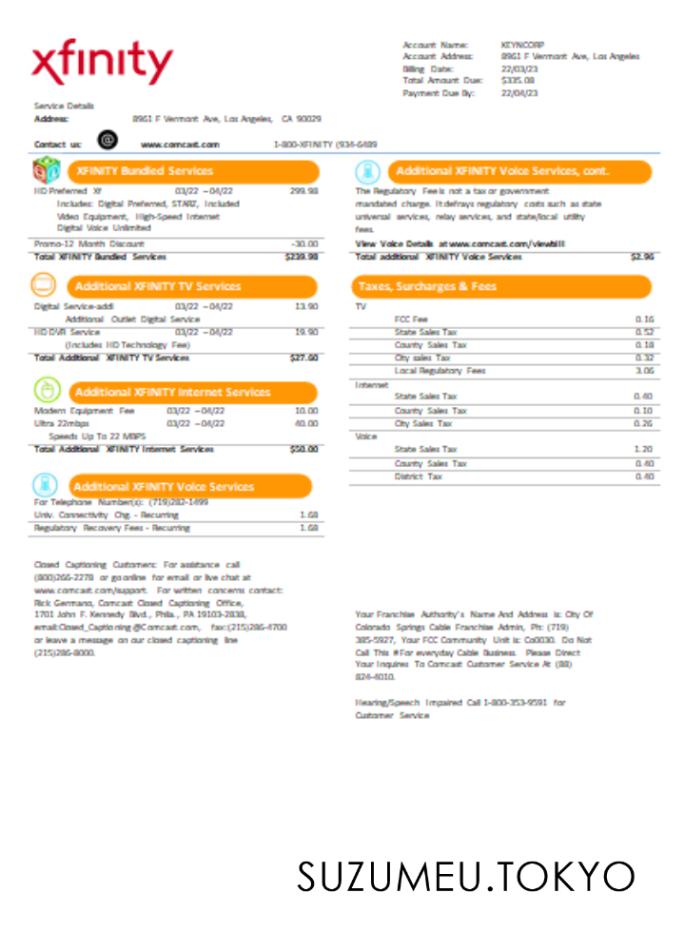 xfinity
Account Name: KEYNCORP
Account Address: 8961 F Vermont Ave, Los Angeles
Billing Date: 22/03/23
Total Amount Due: $335.08
Payment Due By: 22/04/23
Service Details
Address: 8961 F Vermont Ave, Los Angeles, CA 90029
Contact us: @ www.comcast.com 1-800-XFINITY (934-6489
XFINITY Bundled Services
HD Preferred Xf 03/22 –04/22 299.98
Includes: Digital Preferred, STARZ, Included
Video Equipment, High-Speed Internet
Digital Voice Unlimited
Promo-12 Month Discount -30.00
Total XFINITY Bundled Services $239.98
Additional XFINITY TV Services
Digital Service-addl 03/22 –04/22 13.90
Additional Outlet Digital Service
HD DVR Service 03/22 –04/22 19.90
(Includes HD Technology Fee)
Total Additional XFINITY TV Services $27.60
Additional XFINITY Internet Services
Modern Equipment Fee 03/22 –04/22 10.00
Ultra 22mbps 03/22 –04/22 40.00
Speeds Up To 22 MBPS
Total Additional XFINITY Internet Services $50.00
Additional XFINITY Voice Services
For Telephone Number(s): (719)282-1499
Univ. Connectivity Chg. - Recurring 1.68
Regulatory Recovery Fees - Recurring 1.68
Closed Captioning Customers: For assistance call
(800)266-2278 or go online for email or live chat at
www.comcast.com/support. For written concerns contact:
Rick Germano, Comcast Closed Captioning Office,
1701 John F. Kennedy Blvd., Phila., PA 19103-2838,
email:Closed_Captioning@Comcast.com, fax:(215)286-4700
or leave a message on our closed captioning line
(215)286-8000.
Additional XFINITY Voice Services, cont.
The Regulatory Fee is not a tax or government
mandated charge. It defrays regulatory costs such as state
universal services, relay services, and state/local utility
fees.
View Voice Details at www.comcast.com/viewbill
Total additional XFINITY Voice Services $2.96
Taxes, Surcharges & Fees
TV
FCC Fee 0.16
State Sales Tax 0.52
County Sales Tax 0.18
City sales Tax 0.32
Local Regulatory Fees 3.06
Internet
State Sales Tax 0.40
County Sales Tax 0.10
City Sales Tax 0.26
Voice
State Sales Tax 1.20
County Sales Tax 0.40
District Tax 0.40
Your Franchise Authority's Name And Address is: City Of
Colorado Springs Cable Franchise Admin, Ph: (719)
385-5927, Your FCC Community Unit is: Co0030. Do Not
Call This # For everyday Cable Business. Please Direct
Your Inquires To Comcast Customer Service At (88)
824-4010.
Hearing/Speech Impaired Call 1-800-353-9591 for
Customer Service
SUZUMEU.TOKYO